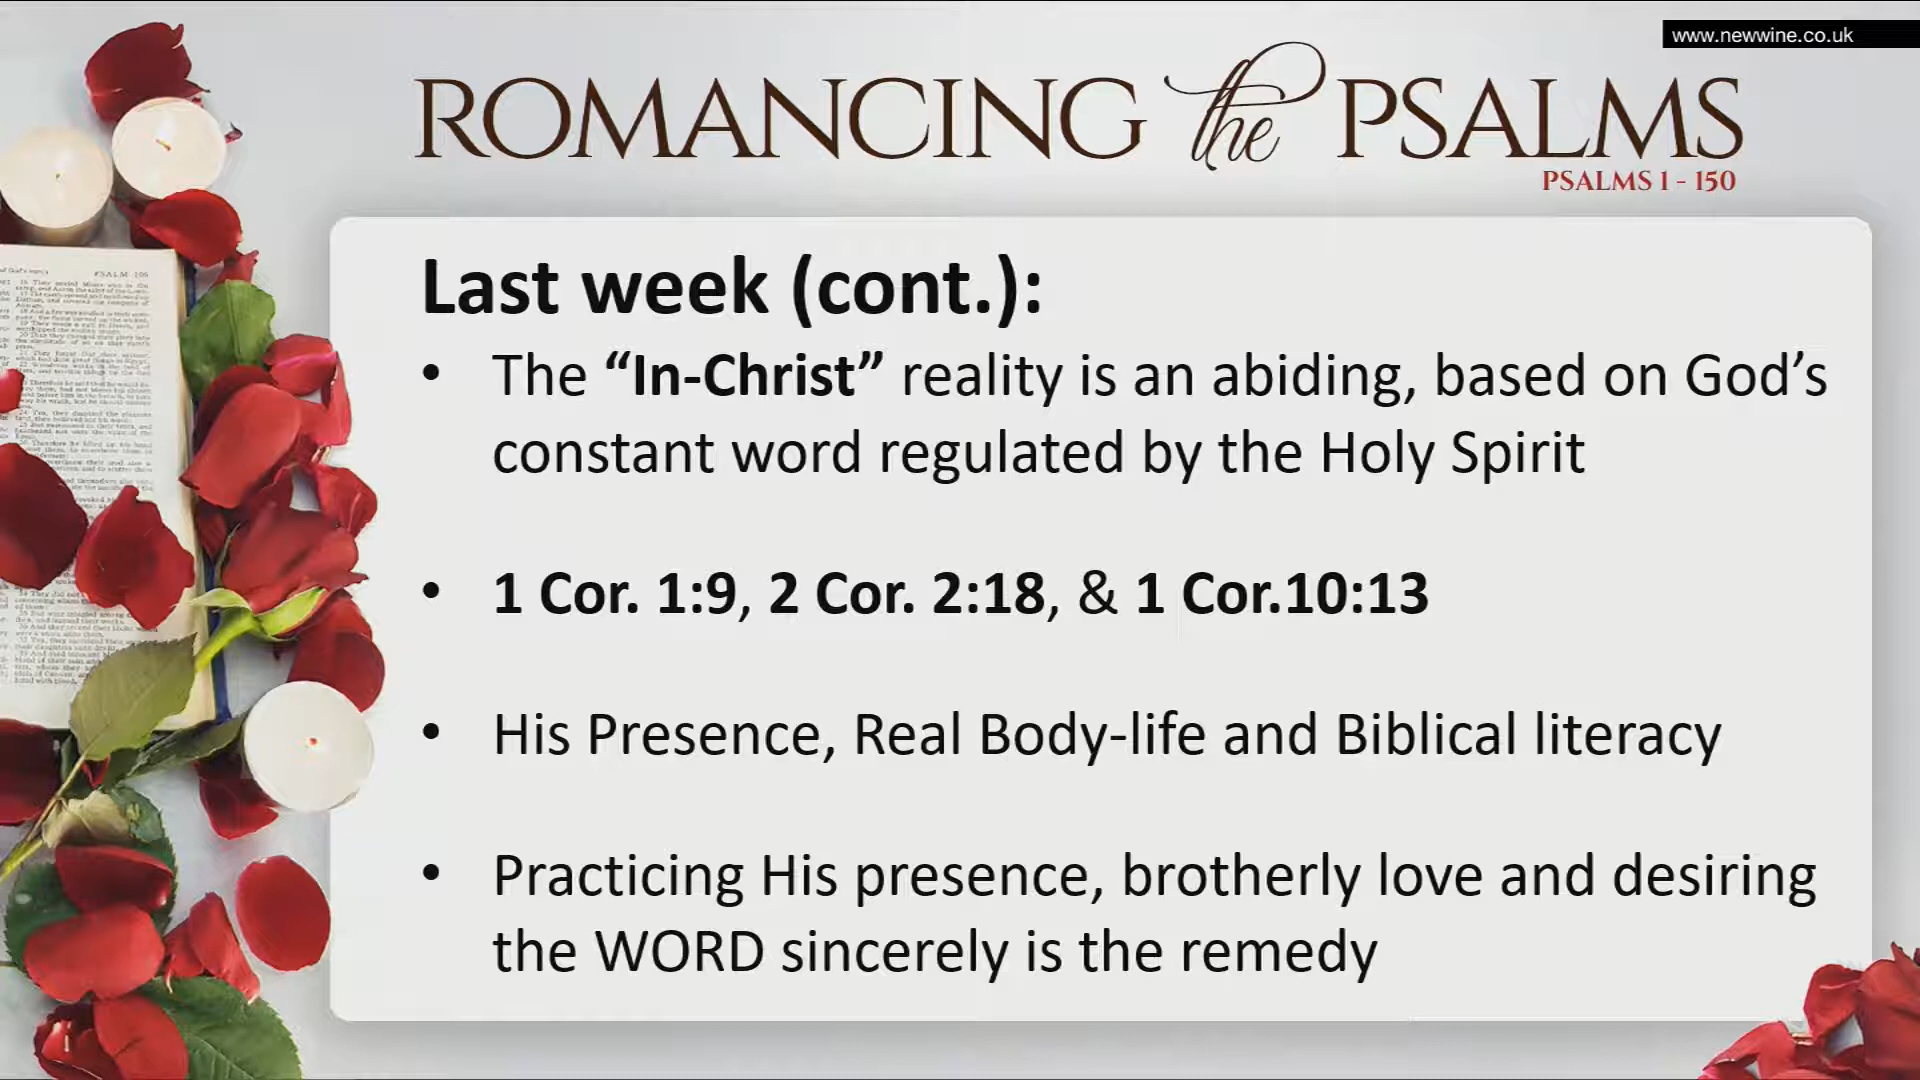 www.newwine.co.uk
ROMANCING the PSALMS
PSALMS 1 - 150
Last week (cont.):
• The “In-Christ” reality is an abiding, based on God’s
constant word regulated by the Holy Spirit
• 1 Cor. 1:9, 2 Cor. 2:18, & 1 Cor.10:13
• His Presence, Real Body-life and Biblical literacy
• Practicing His presence, brotherly love and desiring
the WORD sincerely is the remedy